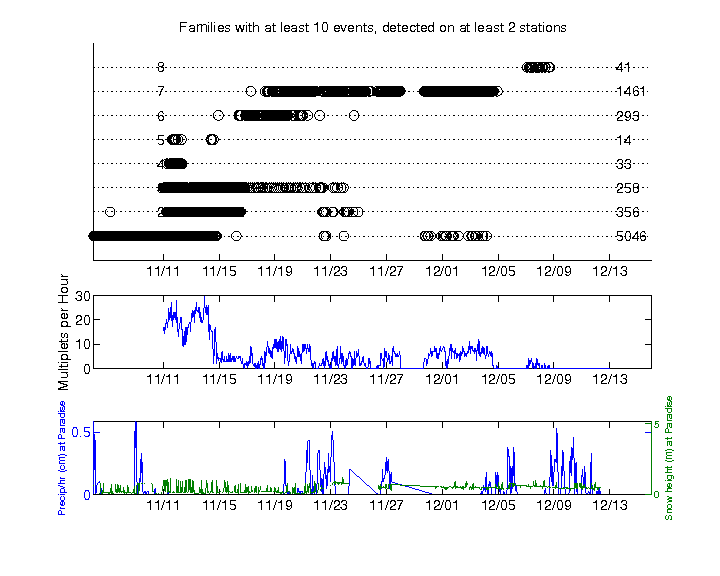 Families with at least 10 events, detected on at least 2 stations
8 41
7 1461
6 293
5 14
4 33
258
2 356
5046
11/11 11/15 11/19 11/23 11/27 12/01 12/05 12/09 12/13
Multiplets per Hour
30
20
10
0
11/11 11/15 11/19 11/23 11/27 12/01 12/05 12/09 12/13
Precip/hr (cm) at Paradise
0.5
0
5
0
Snow height (m) at Paradise
11/11 11/15 11/19 11/23 11/27 12/01 12/05 12/09 12/13